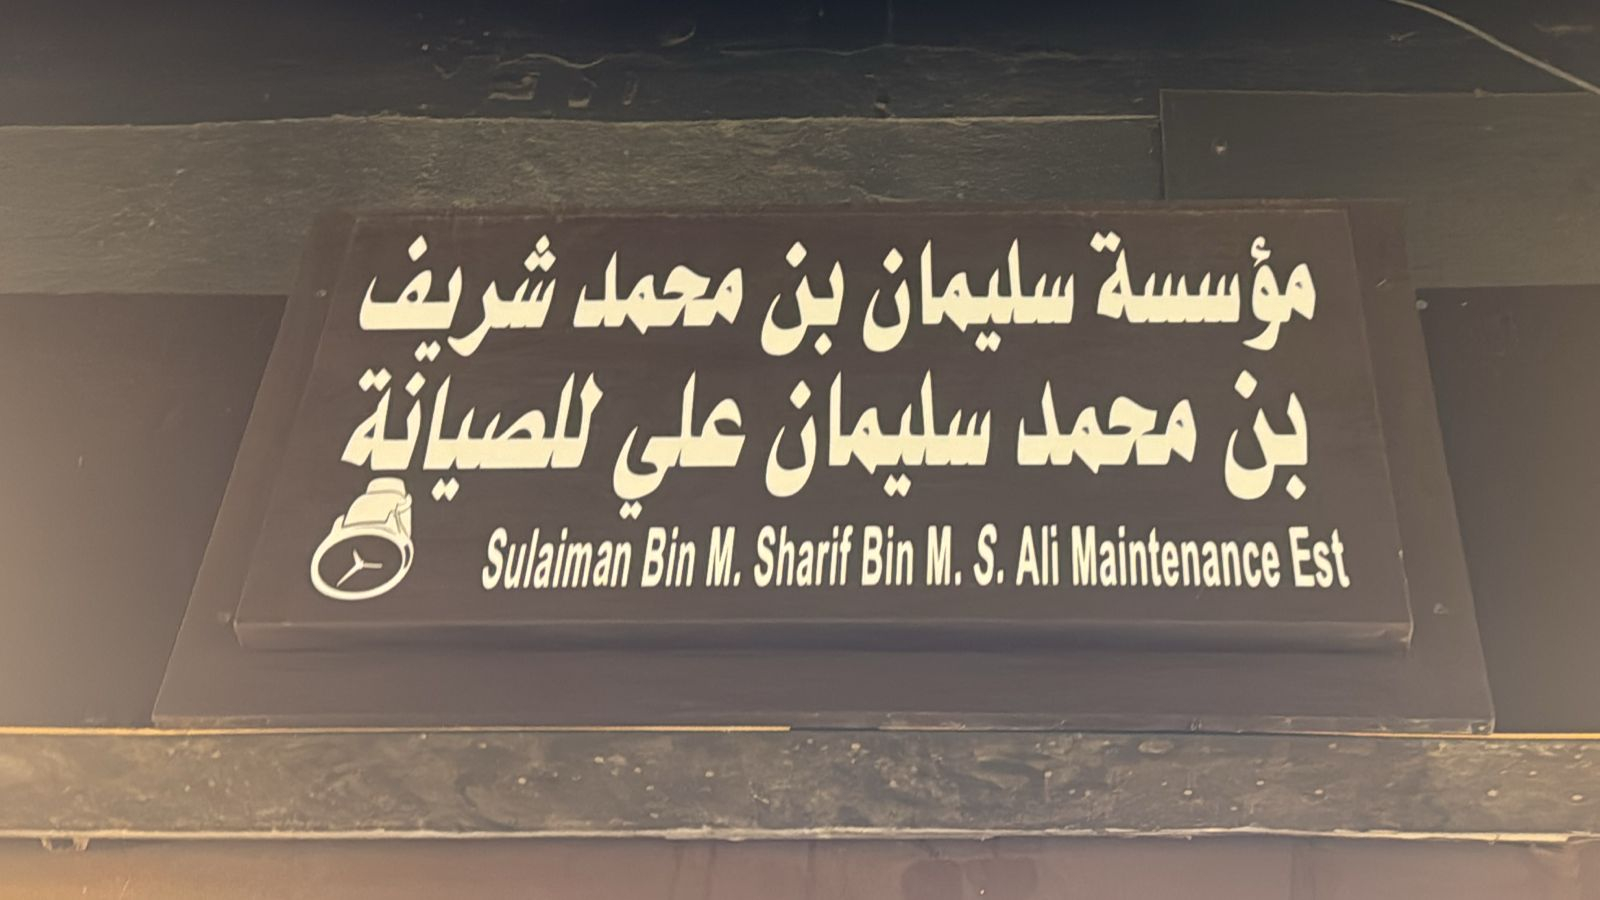 مؤسسة سليمان بن محمد شريف
بن محمد سليمان علي للصيانة
Sulaiman Bin M. Sharif Bin M. S. Ali Maintenance Est